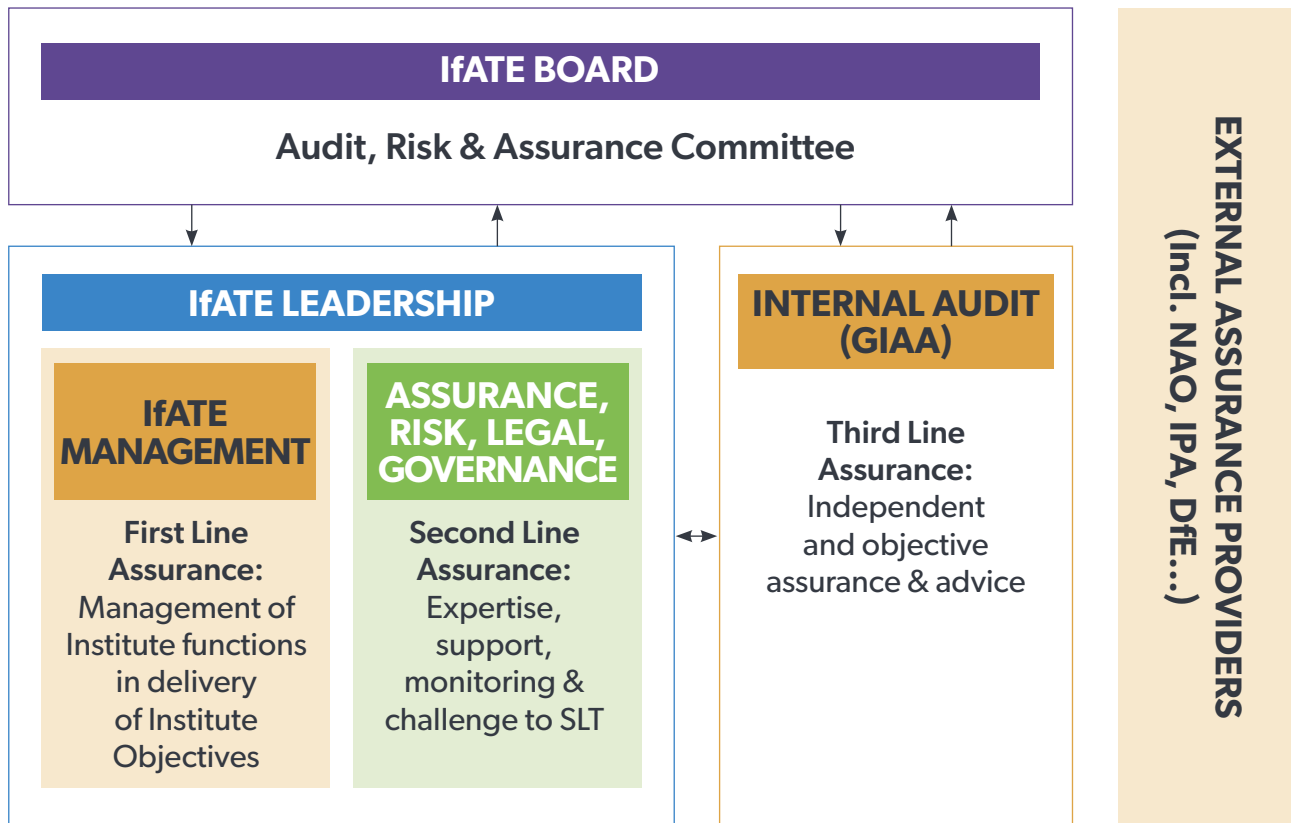 IfATE BOARD
Audit, Risk & Assurance Committee
IfATE LEADERSHIP
IfATE
MANAGEMENT
First Line
Assurance:
Management of
Institute functions
in delivery
of Institute
Objectives
ASSURANCE,
RISK, LEGAL,
GOVERNANCE
Second Line
Assurance:
Expertise,
support,
monitoring &
challenge to SLT
INTERNAL AUDIT
(GIAA)
Third Line
Assurance:
Independent
and objective
assurance & advice
EXTERNAL ASSURANCE PROVIDERS
(Incl. NAO, IPA, DfE...)